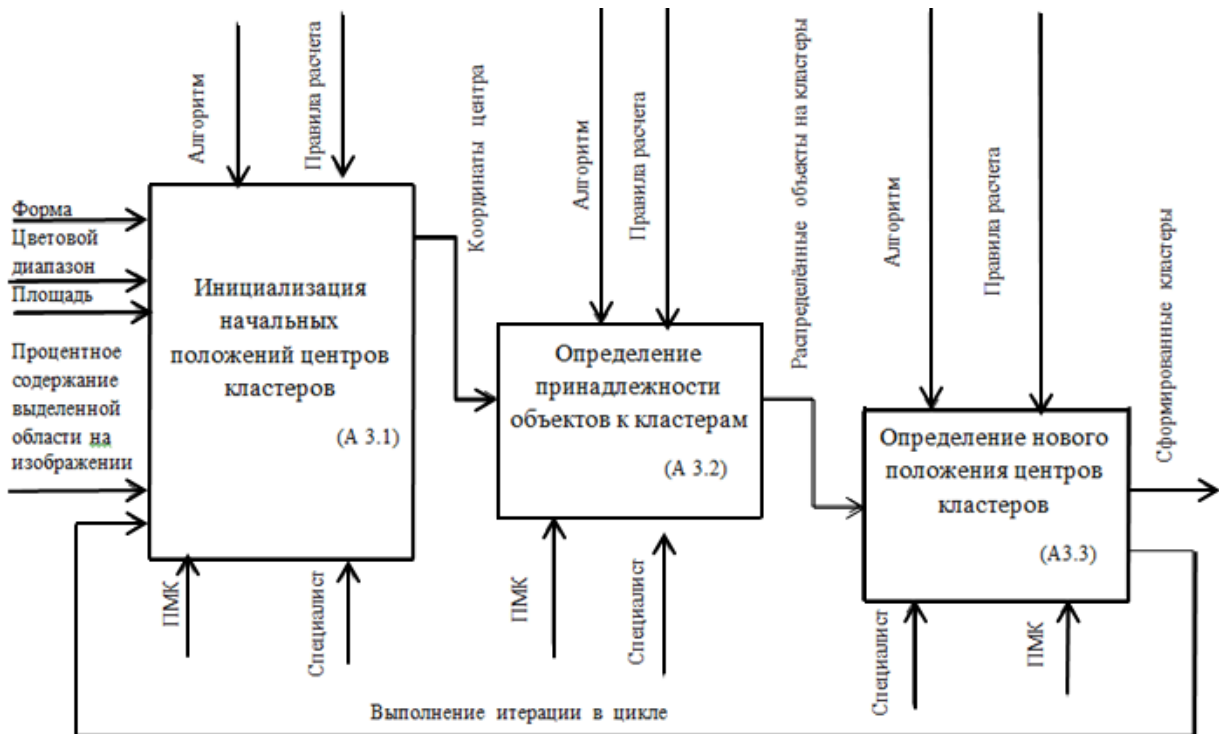 Алгоритм
Правила расчета
Форма
Цветовой
диапазон
Площадь
Процентное
содержание
выделенной
области на
изображении
Инициализация
начальных
положений центров
кластеров
(А 3.1)
ПМК
Специалист
Координаты центра
Алгоритм
Правила расчета
Определение
принадлежности
объектов к кластерам
(А 3.2)
ПМК
Специалист
Распределённые объекты на кластеры
Алгоритм
Правила расчета
Определение нового
положения центров
кластеров
(А3.3)
Специалист
ПМК
Сформированные кластеры
Выполнение итерации в цикле